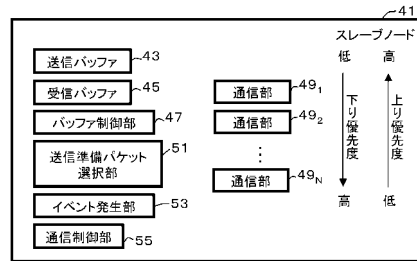 41
スレーブノード
送信バッファ 43
受信バッファ 45
バッファ制御部 47
送信準備パケット
選択部 51
イベント発生部 53
通信制御部 55
通信部 49₁
通信部 49₂
⋮
通信部 49N
低 高
下り優先度 上り優先度
高 低